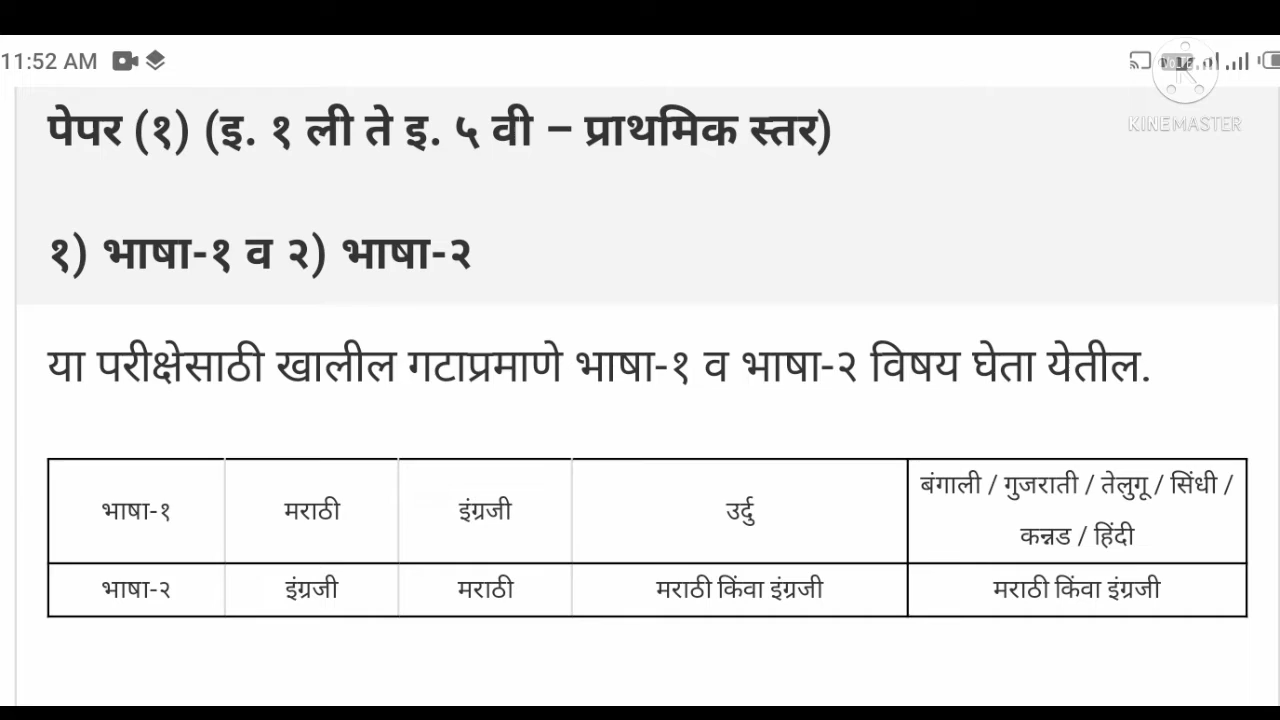 11:52 AM
KINEMASTER
पेपर (१) (इ. १ ली ते इ. ५ वी – प्राथमिक स्तर)
१) भाषा-१ व २) भाषा-२
या परीक्षेसाठी खालील गटाप्रमाणे भाषा-१ व भाषा-२ विषय घेता येतील.
भाषा-१ मराठी इंग्रजी उर्दु बंगाली / गुजराती / तेलुगू / सिंधी /
कन्नड / हिंदी
भाषा-२ इंग्रजी मराठी मराठी किंवा इंग्रजी मराठी किंवा इंग्रजी